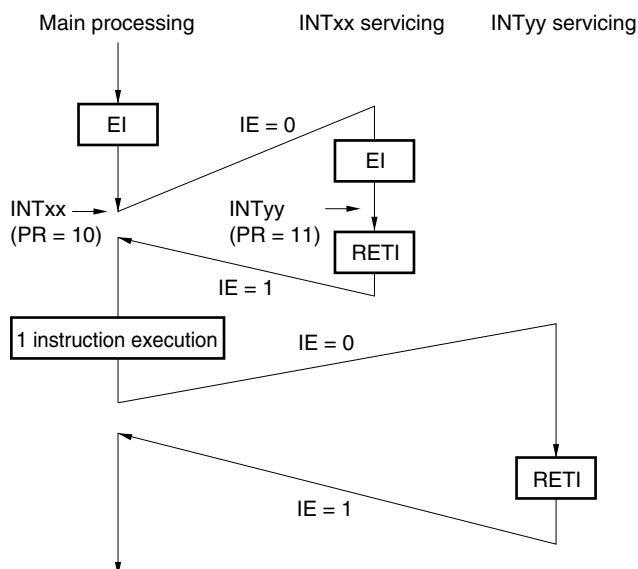 Main processing
INTxx servicing
INTyy servicing
EI
IE = 0
EI
INTxx
(PR = 10)
INTyy
(PR = 11)
RETI
IE = 1
1 instruction execution
IE = 0
RETI
IE = 1